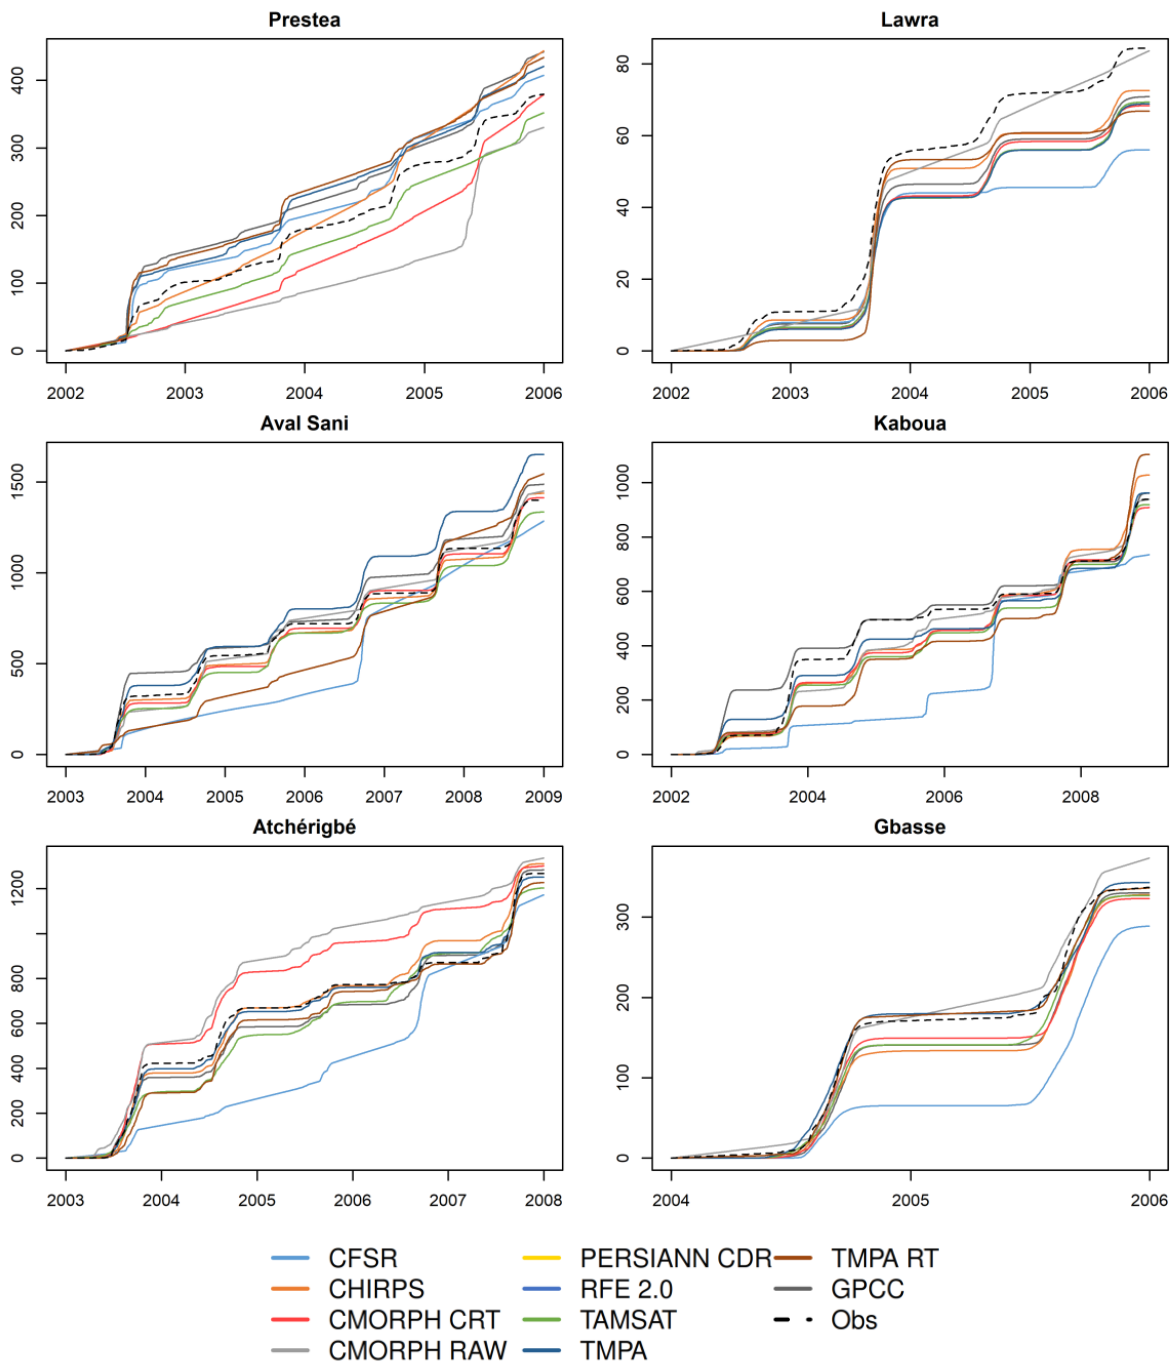 Prestea
Lawra
0 100 200 300 400
0 20 40 60 80
2002 2003 2004 2005 2006
2002 2003 2004 2005 2006
Aval Sani
Kaboua
0 500 1000 1500
0 200 400 600 800 1000
2003 2004 2005 2006 2007 2008 2009
2002 2004 2006 2008
Atchérigbé
Gbasse
0 200 400 600 800 1200
0 100 200 300
2003 2004 2005 2006 2007 2008
2004 2005 2006
CFSR PERSIANN CDR TMPA RT
CHIRPS RFE 2.0 GPCC
CMORPH CRT TAMSAT Obs
CMORPH RAW TMPA